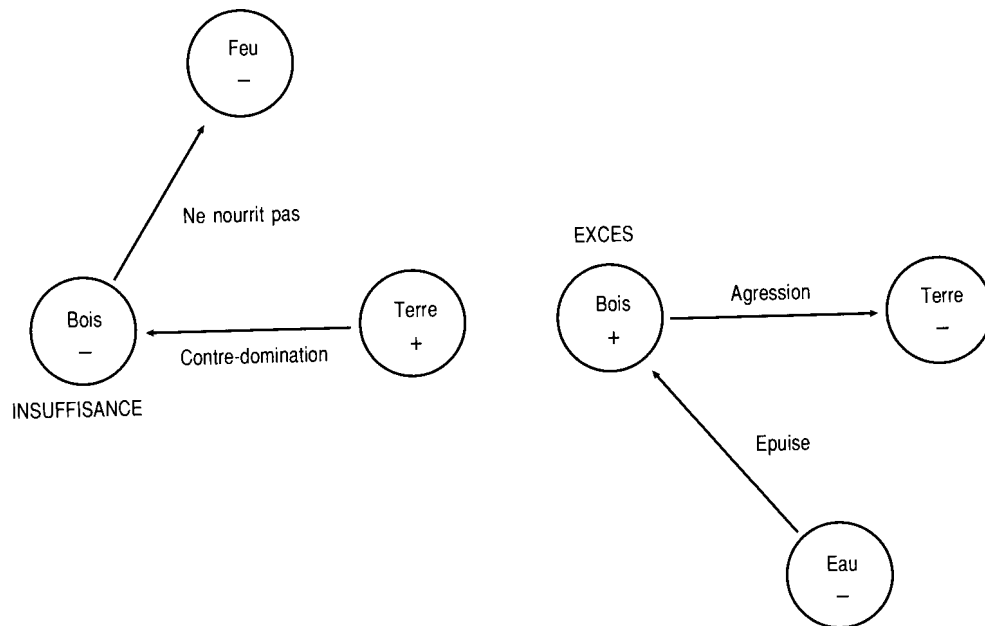 Feu
–
Ne nourrit pas
Bois
–
Terre
+
Contre-domination
INSUFFISANCE
EXCES
Bois
+
Agression
Terre
–
Epuise
Eau
–